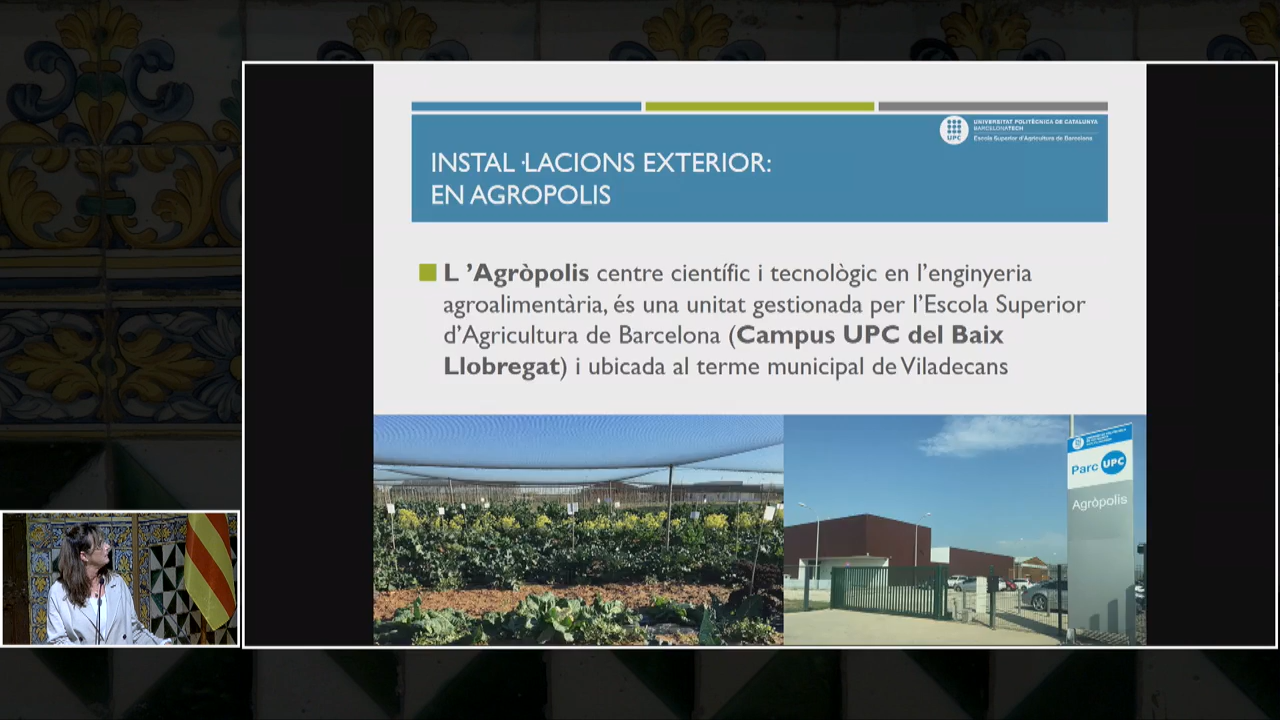 UNIVERSITAT POLITÈCNICA DE CATALUNYA
BARCELONATECH
Escola Superior d'Agricultura de Barcelona
UPC
INSTAL·LACIONS EXTERIOR:
EN AGROPOLIS
L 'Agròpolis centre científic i tecnològic en l'enginyeria
agroalimentària, és una unitat gestionada per l'Escola Superior
d'Agricultura de Barcelona (Campus UPC del Baix
Llobregat) i ubicada al terme municipal de Viladecans
Parc UPC
Agròpolis